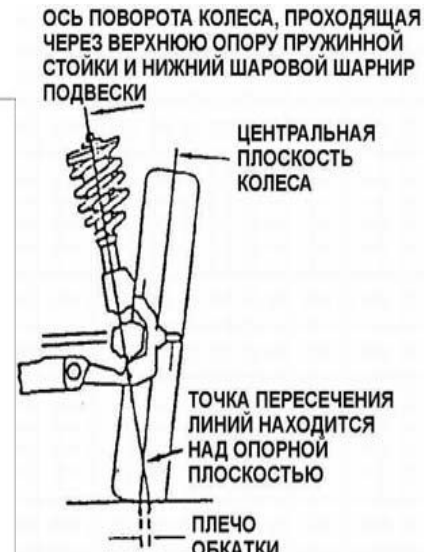 ОСЬ ПОВОРОТА КОЛЕСА, ПРОХОДЯЩАЯ
ЧЕРЕЗ ВЕРХНЮЮ ОПОРУ ПРУЖИННОЙ
СТОЙКИ И НИЖНИЙ ШАРОВОЙ ШАРНИР
ПОДВЕСКИ
ЦЕНТРАЛЬНАЯ
ПЛОСКОСТЬ
КОЛЕСА
ТОЧКА ПЕРЕСЕЧЕНИЯ
ЛИНИЙ НАХОДИТСЯ
НАД ОПОРНОЙ
ПЛОСКОСТЬЮ
ПЛЕЧО
ОБКАТКИ